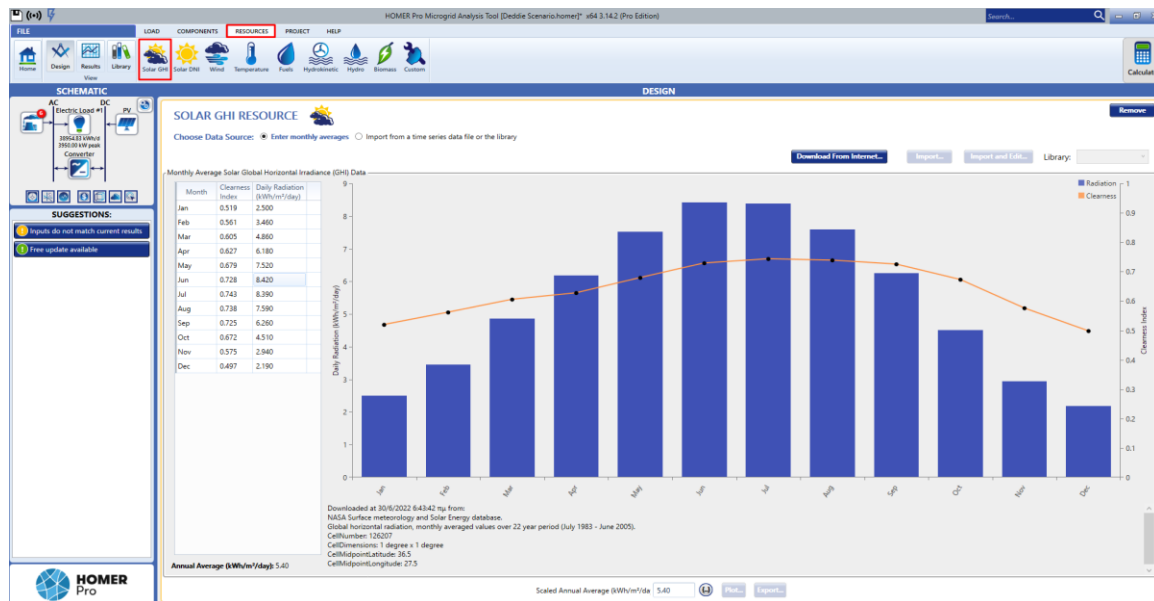 HOMER Pro Microgrid Analysis Tool [Deddie Scenario.homer]* x64 3.14.2 (Pro Edition)
Search...
FILE
LOAD COMPONENTS RESOURCES PROJECT HELP
Home
Design
Results
Library
View
Solar GHI
Solar DNI
Wind
Temperature
Fuels
Hydrokinetic
Hydro
Biomass
Custom
Calculate
SCHEMATIC
DESIGN
AC DC
Electric Load #1
PV
38954.83 kWh/d
3950.00 kW peak
Converter
SUGGESTIONS:
Inputs do not match current results
Free update available
HOMER
Pro
SOLAR GHI RESOURCE
Remove
Choose Data Source: Enter monthly averages Import from a time series data file or the library
Download From Internet... Import... Import and Edit... Library:
Monthly Average Solar Global Horizontal Irradiance (GHI) Data
Month Clearness Index Daily Radiation (kWh/m²/day)
Jan 0.519 2.500
Feb 0.561 3.460
Mar 0.605 4.860
Apr 0.627 6.180
May 0.679 7.520
Jun 0.728 8.420
Jul 0.743 8.390
Aug 0.738 7.590
Sep 0.725 6.260
Oct 0.672 4.510
Nov 0.575 2.940
Dec 0.497 2.190
Annual Average (kWh/m²/day): 5.40
Daily Radiation (kWh/m²/day)
9
8
7
6
5
4
3
2
1
0
Jan Feb Mar Apr May Jun Jul Aug Sep Oct Nov Dec
Radiation
Clearness
1
0.9
0.8
0.7
0.6
0.5
0.4
0.3
0.2
0.1
0
Clearness Index
Downloaded at 30/6/2022 6:43:42 πμ from:
NASA Surface meteorology and Solar Energy database.
Global horizontal radiation, monthly averaged values over 22 year period (July 1983 - June 2005).
CellNumber: 126207
CellDimensions: 1 degree x 1 degree
CellMidpointLatitude: 36.5
CellMidpointLongitude: 27.5
Scaled Annual Average (kWh/m²/da 5.40 Plot... Export...